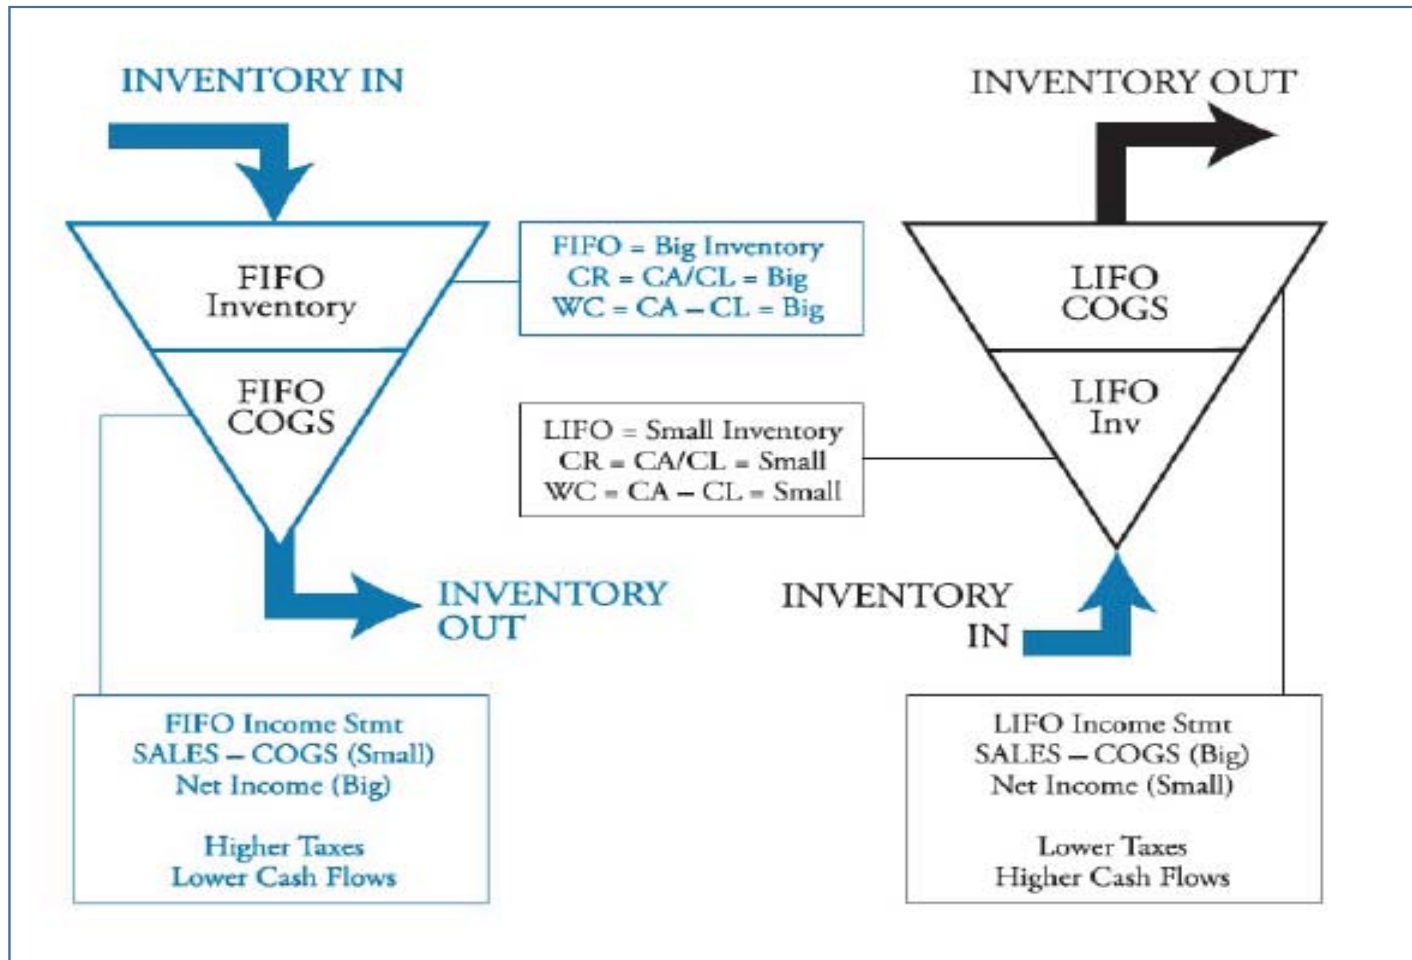 INVENTORY IN
FIFO
Inventory
FIFO
COGS
FIFO = Big Inventory
CR = CA/CL = Big
WC = CA – CL = Big
INVENTORY
OUT
FIFO Income Stmt
SALES – COGS (Small)
Net Income (Big)
Higher Taxes
Lower Cash Flows
INVENTORY OUT
LIFO
COGS
LIFO
Inv
LIFO = Small Inventory
CR = CA/CL = Small
WC = CA – CL = Small
INVENTORY
IN
LIFO Income Stmt
SALES – COGS (Big)
Net Income (Small)
Lower Taxes
Higher Cash Flows